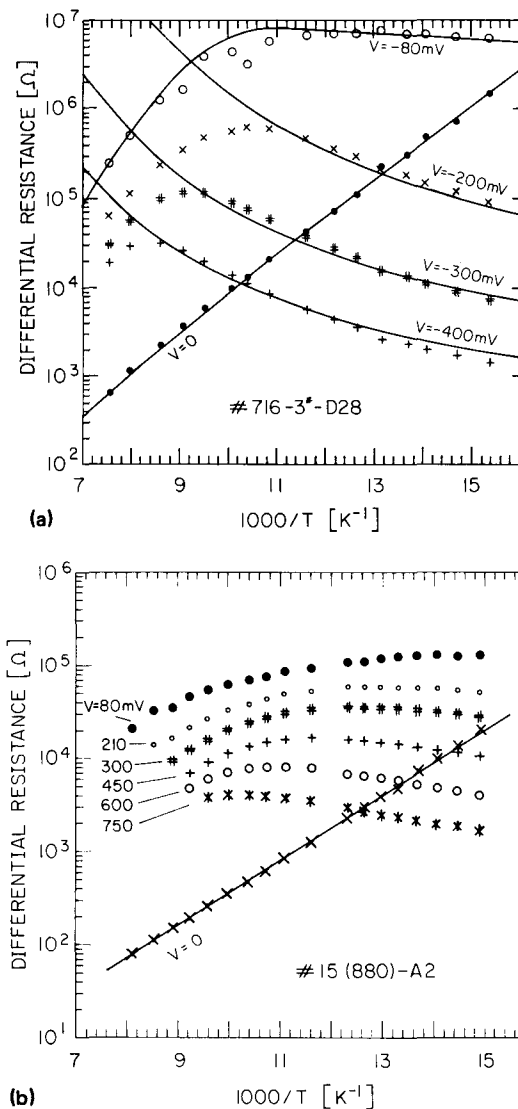 10⁷
10⁶
10⁵
10⁴
10³
10²
DIFFERENTIAL RESISTANCE [Ω]
V=-80mV
V=-200mV
V=-300mV
V=-400mV
V=0
#716-3#-D28
7 9 11 13 15
1000/T [K⁻¹]
(a)
10⁶
10⁵
10⁴
10³
10²
10¹
DIFFERENTIAL RESISTANCE [Ω]
V=80mV
210
300
450
600
750
V=0
#15(880)-A2
7 9 11 13 15
1000/T [K⁻¹]
(b)